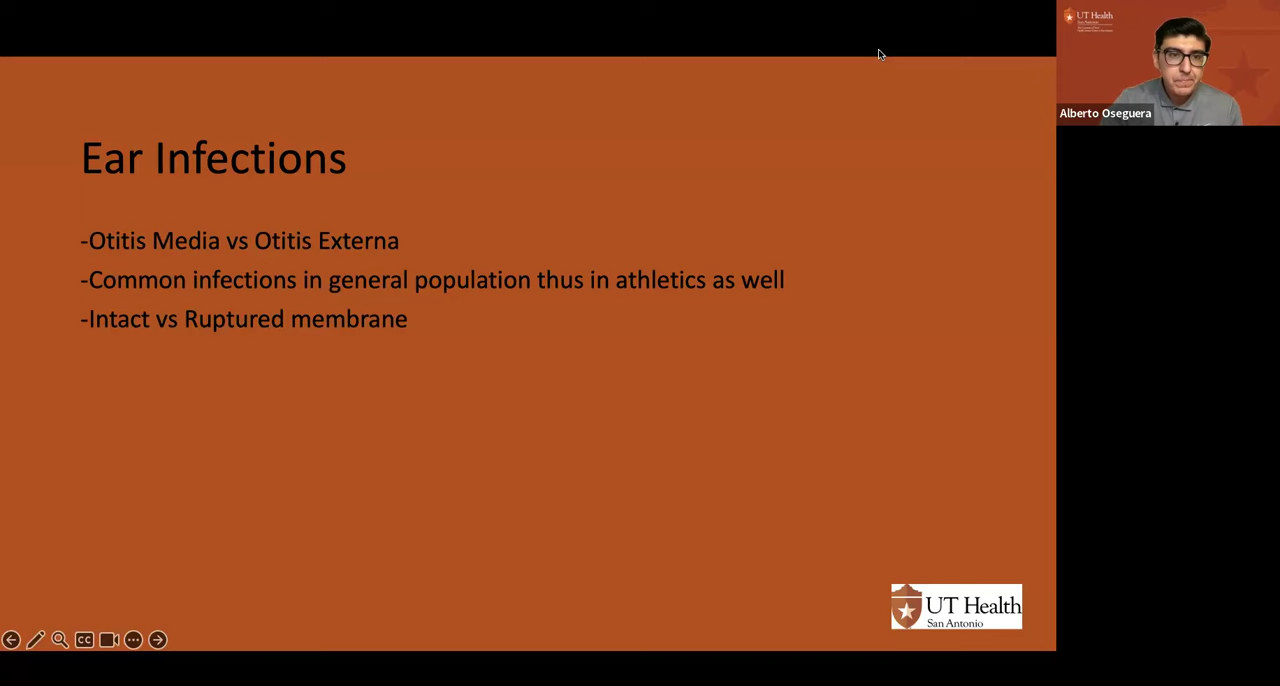 Ear Infections
-Otitis Media vs Otitis Externa
-Common infections in general population thus in athletics as well
-Intact vs Ruptured membrane
UT Health
San Antonio
CC
UT Health
San Antonio
Alberto Oseguera